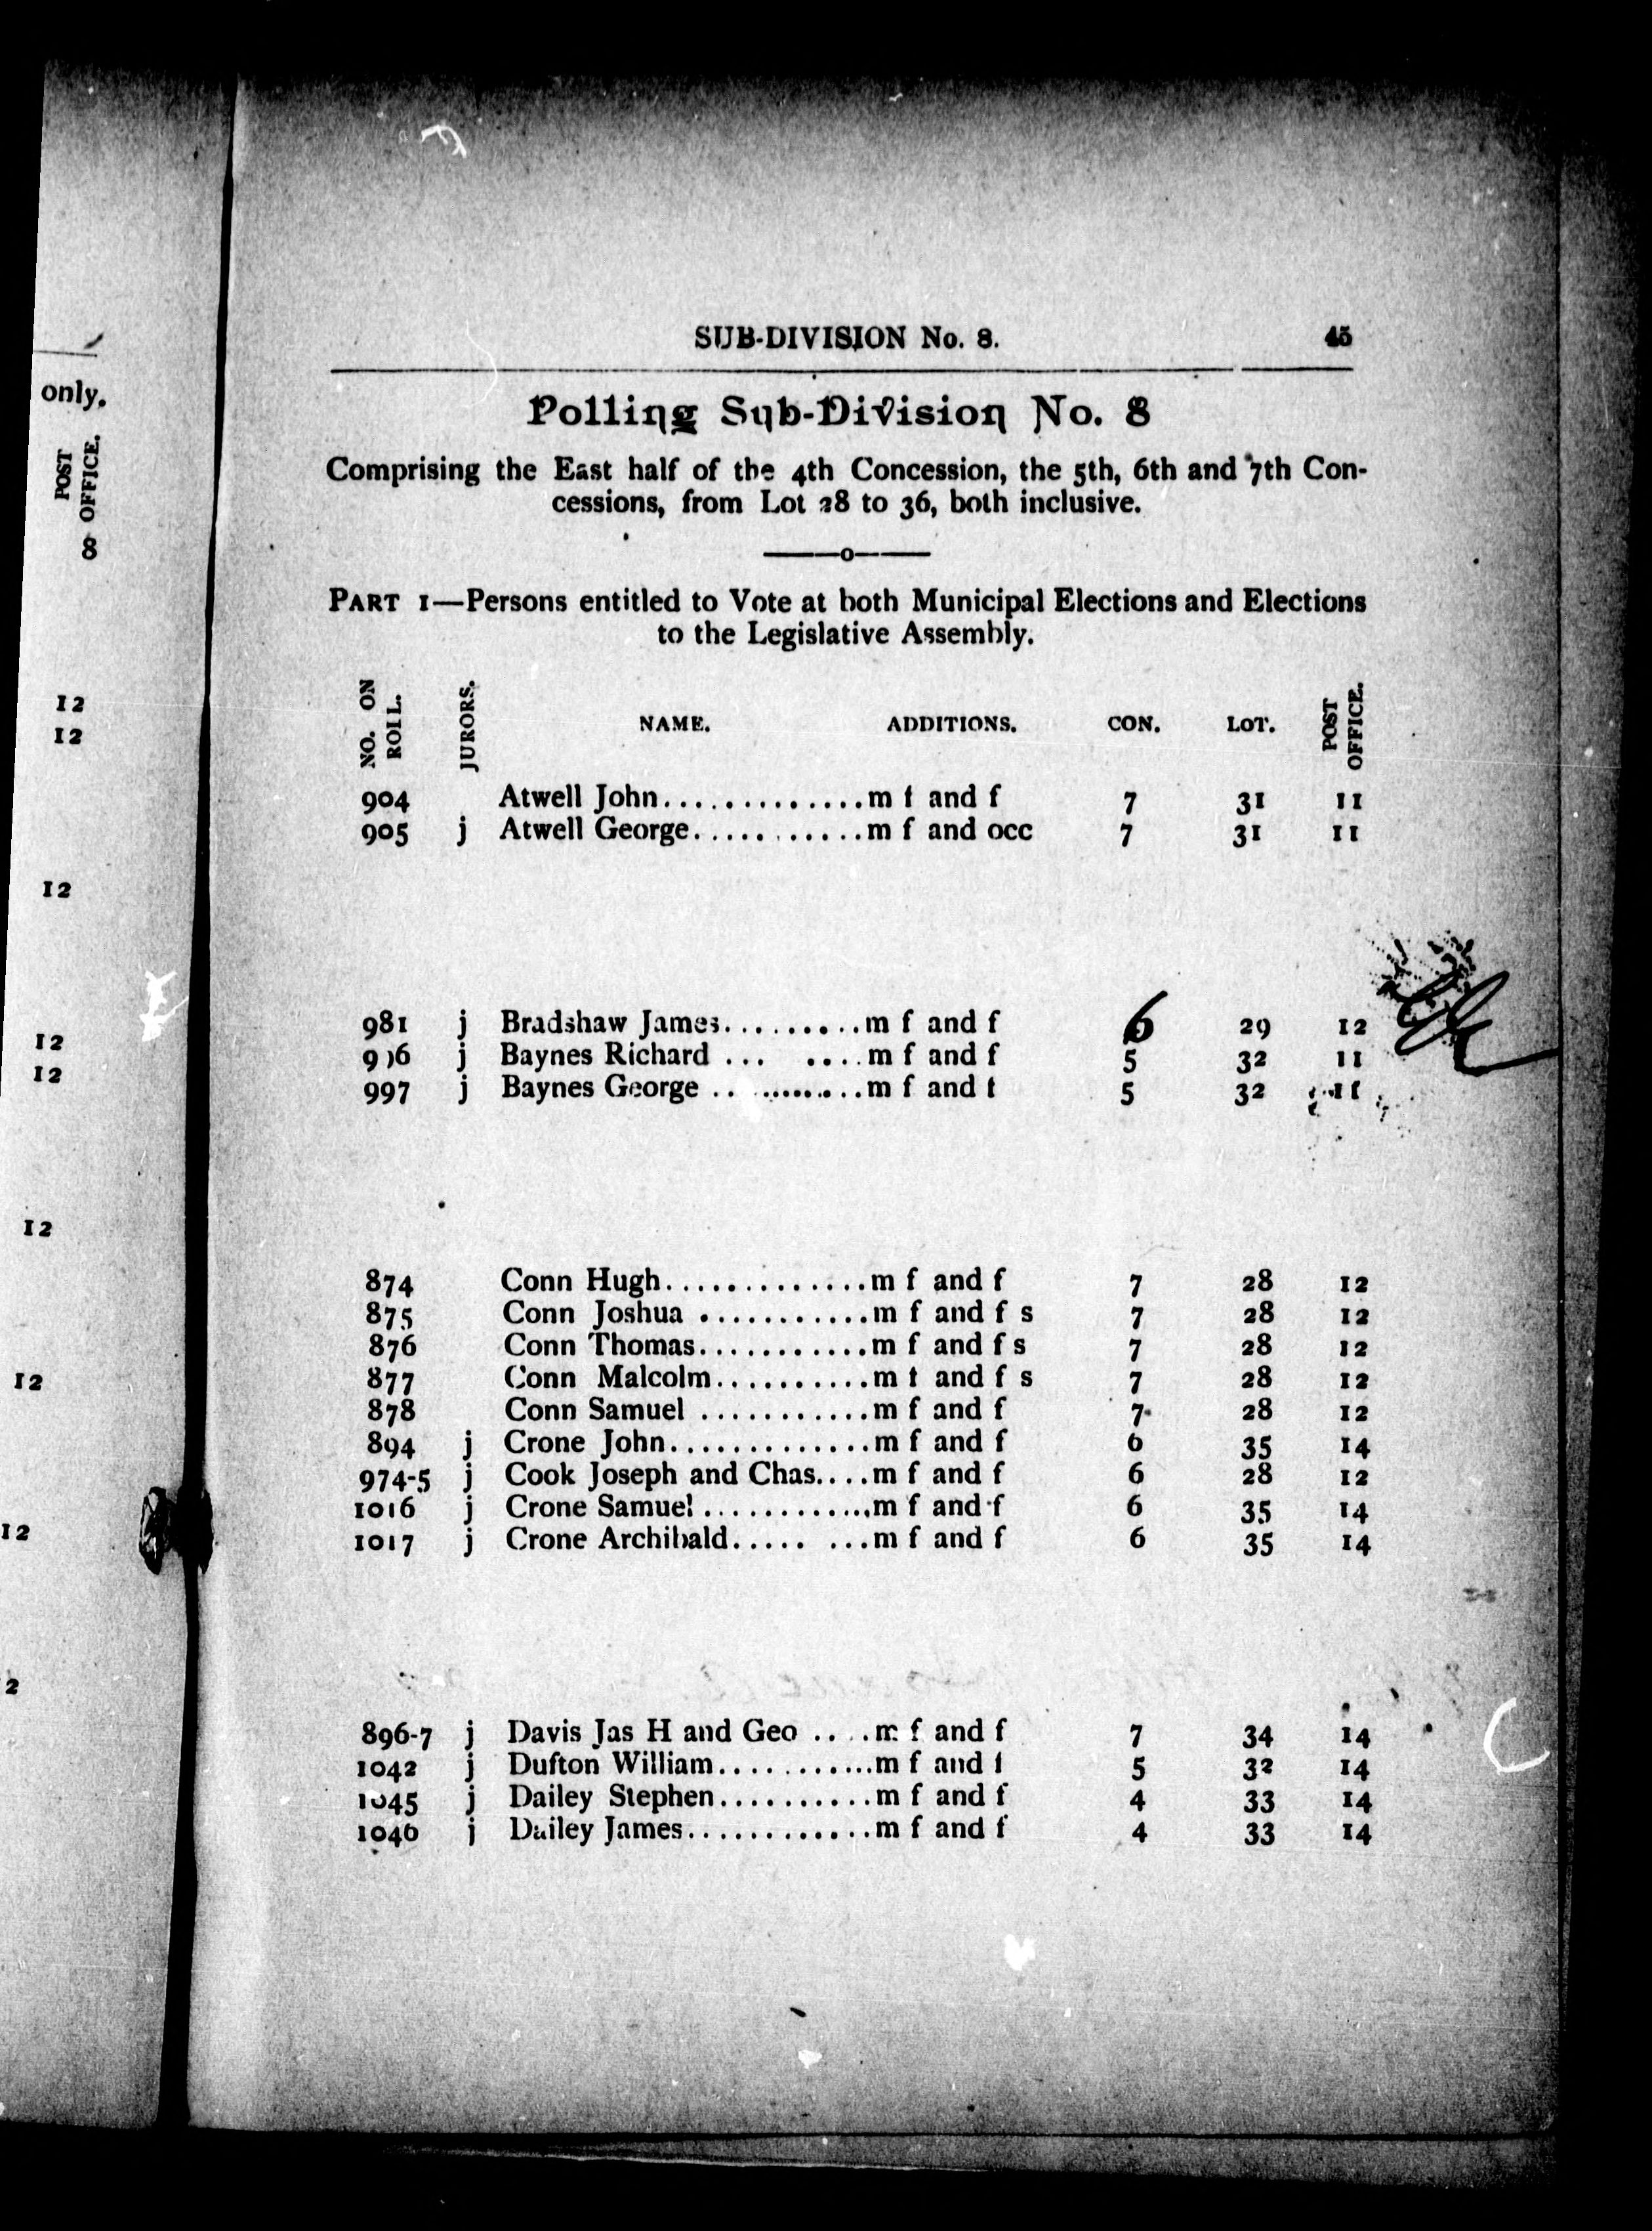 only.
POST OFFICE.
8
12
12
12
12
12
12
12
12
2
SUB-DIVISION No. 8. 45
Polling Sub-Division No. 8
Comprising the East half of the 4th Concession, the 5th, 6th and 7th Con-
cessions, from Lot 28 to 36, both inclusive.
—o—
PART 1—Persons entitled to Vote at both Municipal Elections and Elections
to the Legislative Assembly.
NO. ON ROLL. JURORS. NAME. ADDITIONS. CON. LOT. POST OFFICE.
904 Atwell John..............m f and f 7 31 11
905 j Atwell George...........m f and occ 7 31 11
981 j Bradshaw James.........m f and f 6 29 12
996 j Baynes Richard ... ....m f and f 5 32 11
997 j Baynes George .. ..........m f and f 5 32 11
874 Conn Hugh.............m f and f 7 28 12
875 Conn Joshua ...........m f and f s 7 28 12
876 Conn Thomas...........m f and f s 7 28 12
877 Conn Malcolm..........m f and f s 7 28 12
878 Conn Samuel ...........m f and f 7 28 12
894 j Crone John.............m f and f 6 35 14
974-5 j Cook Joseph and Chas....m f and f 6 28 12
1016 j Crone Samuel ...........m f and f 6 35 14
1017 j Crone Archibald..... ...m f and f 6 35 14
896-7 j Davis Jas H and Geo ....m f and f 7 34 14
1042 j Dufton William...........m f and f 5 32 14
1045 j Dailey Stephen..........m f and f 4 33 14
1046 j Dailey James............m f and f 4 33 14